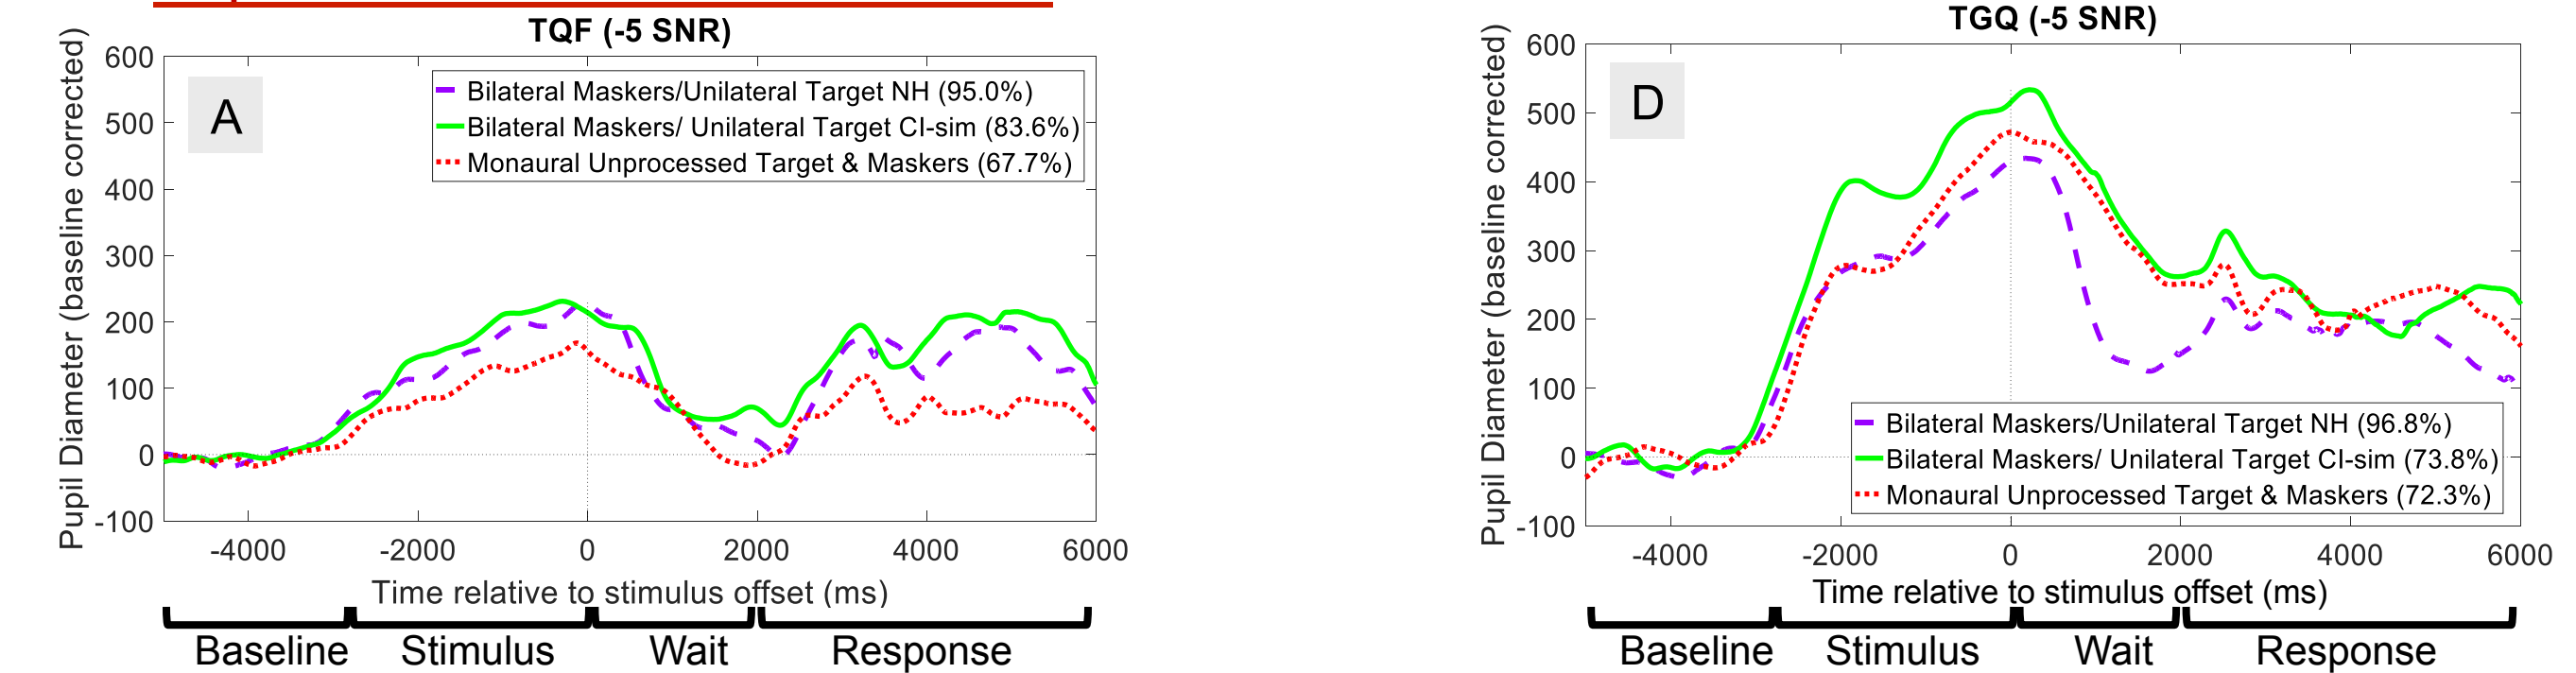 TQF (-5 SNR)
Pupil Diameter (baseline corrected)
600
500
400
300
200
100
0
-100
A
Bilateral Maskers/Unilateral Target NH (95.0%)
Bilateral Maskers/ Unilateral Target CI-sim (83.6%)
Monaural Unprocessed Target & Maskers (67.7%)
-4000 -2000 0 2000 4000 6000
Time relative to stimulus offset (ms)
Baseline Stimulus Wait Response
TGQ (-5 SNR)
Pupil Diameter (baseline corrected)
600
500
400
300
200
100
0
-100
D
Bilateral Maskers/Unilateral Target NH (96.8%)
Bilateral Maskers/ Unilateral Target CI-sim (73.8%)
Monaural Unprocessed Target & Maskers (72.3%)
-4000 -2000 0 2000 4000 6000
Time relative to stimulus offset (ms)
Baseline Stimulus Wait Response